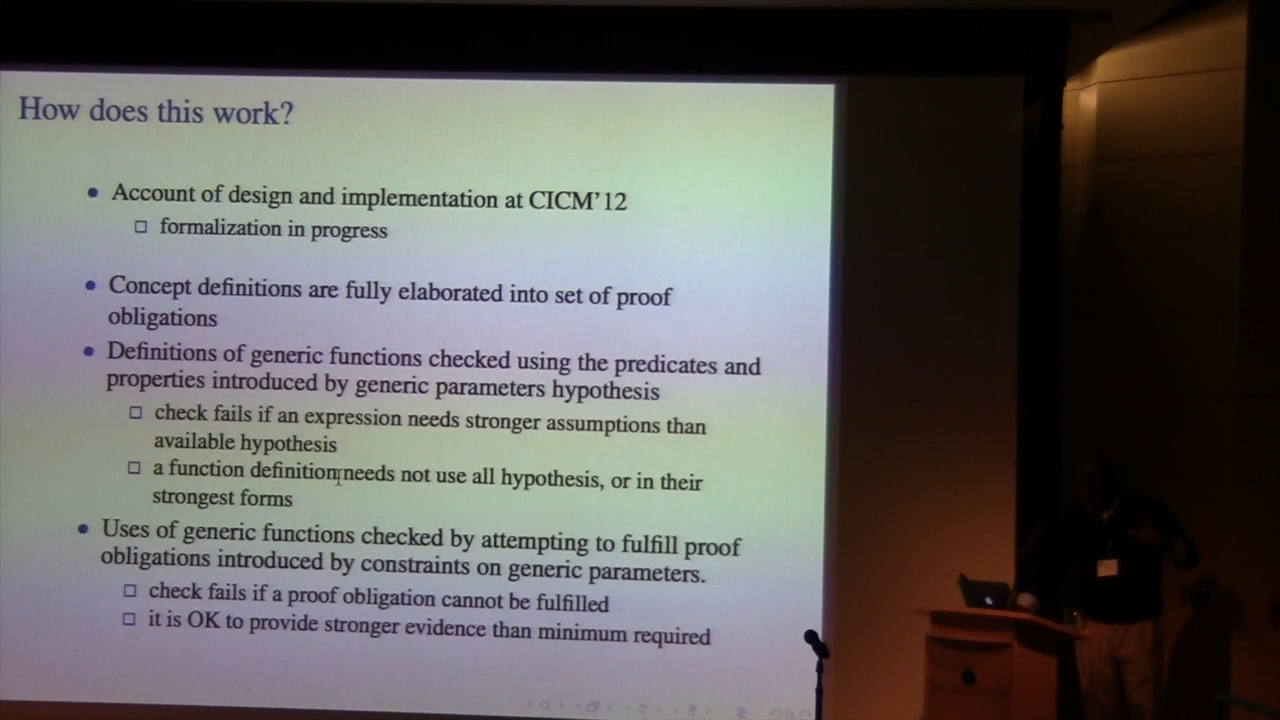 How does this work?
Account of design and implementation at CICM'12
formalization in progress
Concept definitions are fully elaborated into set of proof
obligations
Definitions of generic functions checked using the predicates and
properties introduced by generic parameters hypothesis
check fails if an expression needs stronger assumptions than
available hypothesis
a function definition needs not use all hypothesis, or in their
strongest forms
Uses of generic functions checked by attempting to fulfill proof
obligations introduced by constraints on generic parameters.
check fails if a proof obligation cannot be fulfilled
it is OK to provide stronger evidence than minimum required